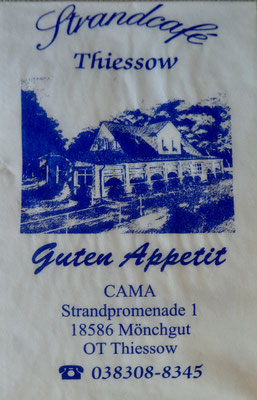 Strandcafé
Thiessow
Guten Appetit
CAMA
Strandpromenade 1
18586 Mönchgut
OT Thiessow
☎ 038308-8345